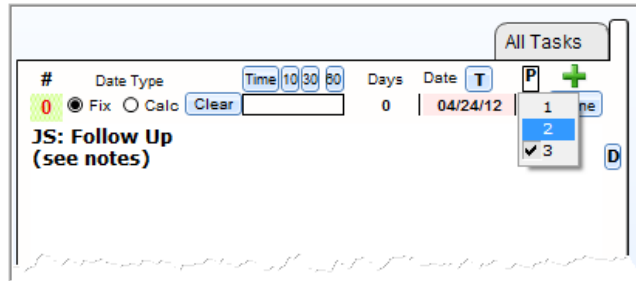 All Tasks
# Date Type Time 10 30 60 Days Date T P
0 Fix Calc Clear 0 04/24/12
1
2
3
JS: Follow Up
(see notes)
D